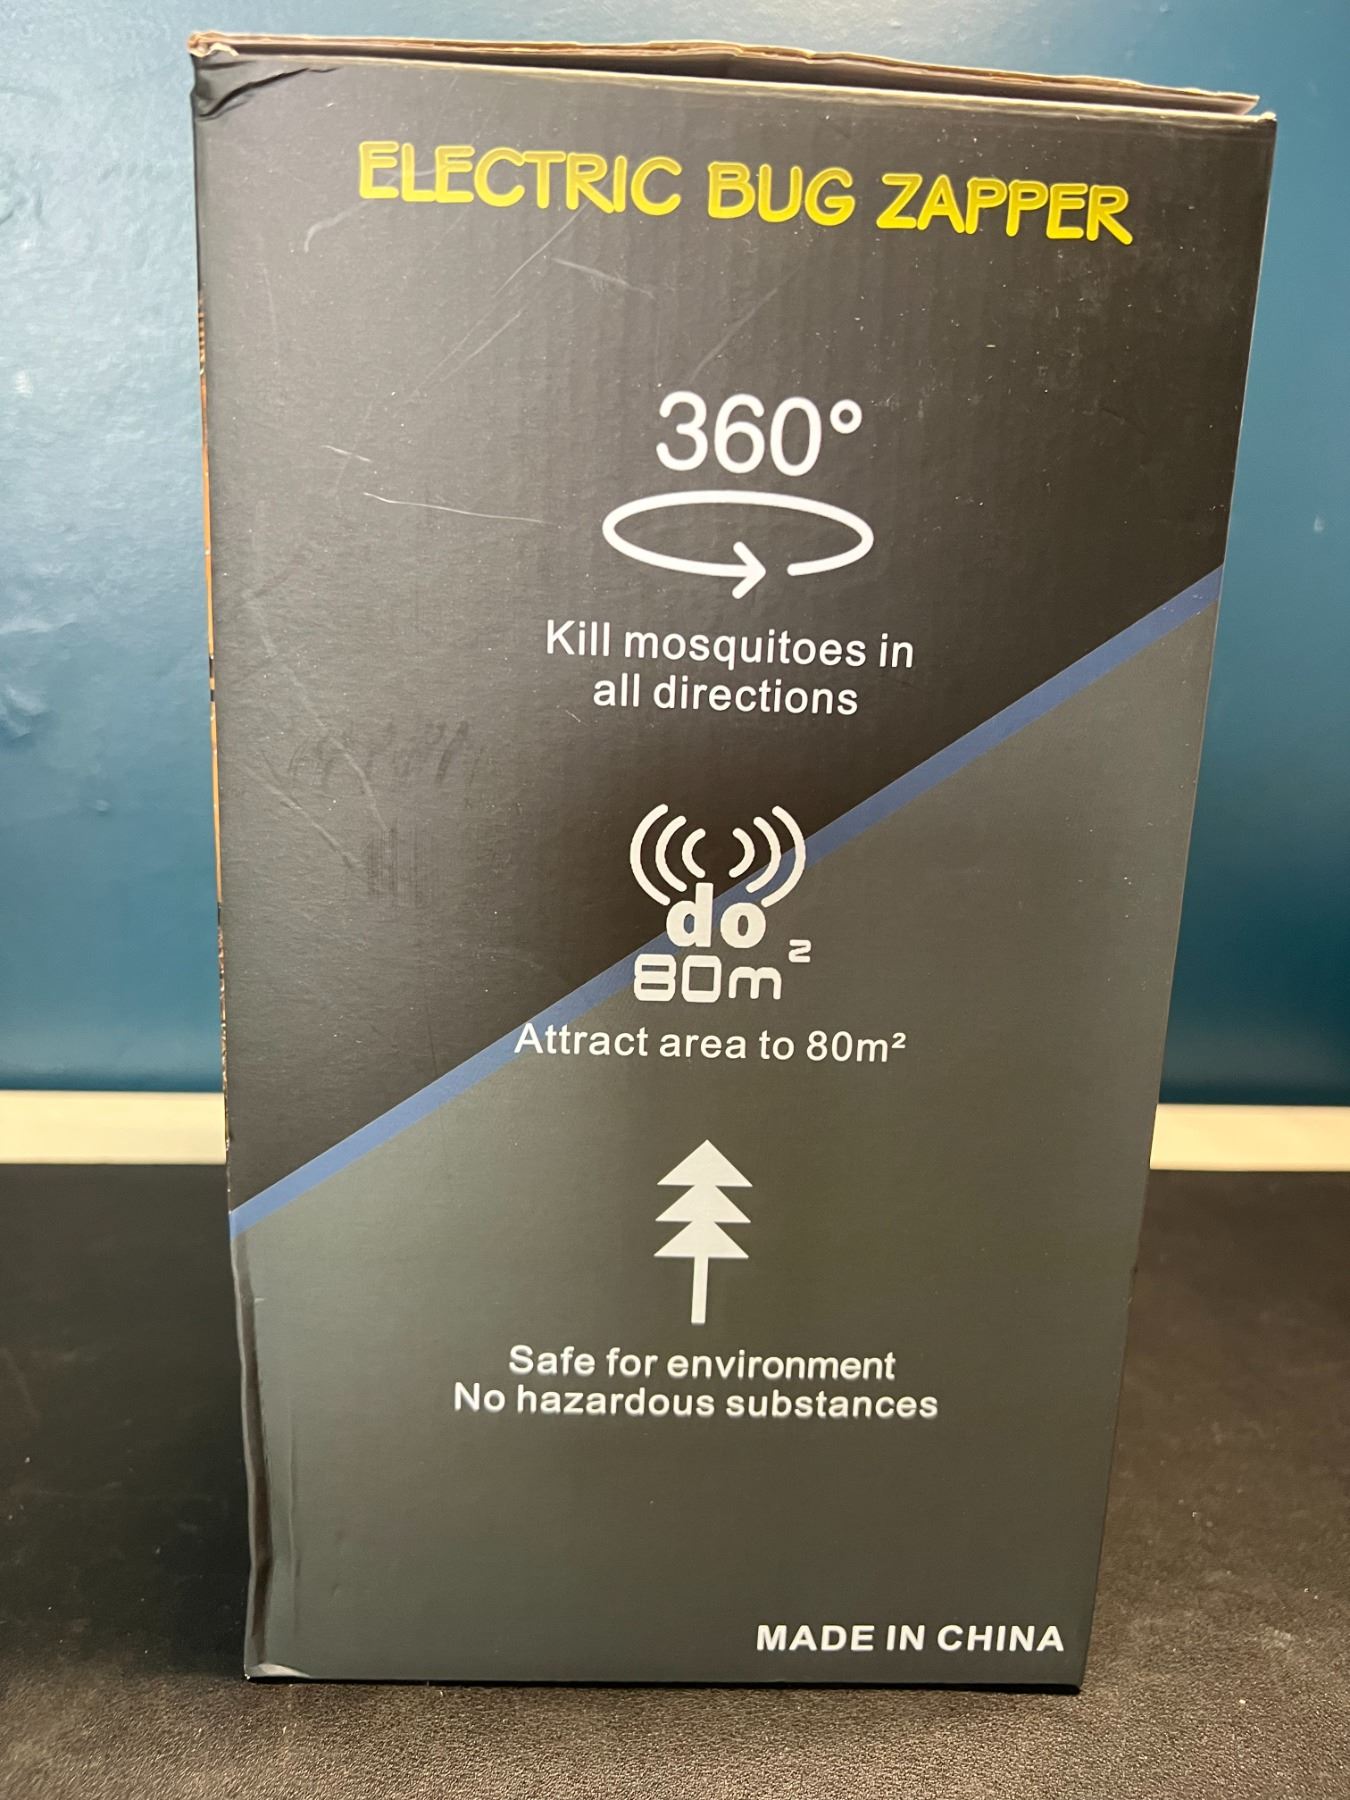 ELECTRIC BUG ZAPPER
360°
Kill mosquitoes in
all directions
do
80m²
Attract area to 80m²
Safe for environment
No hazardous substances
MADE IN CHINA